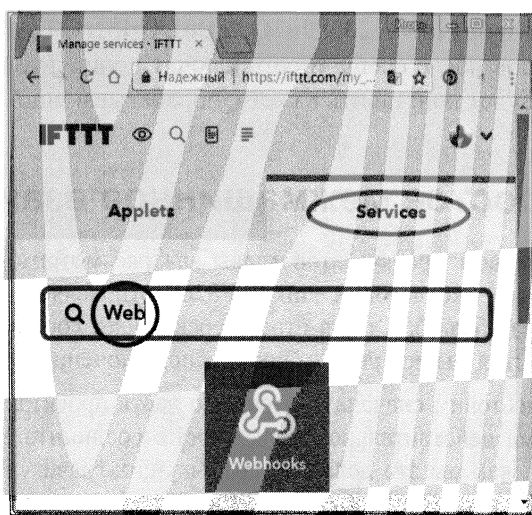 Manage services - IFTTT ×
Надежный | https://ifttt.com/my_...
IFTTT
Applets
Services
Web
Webhooks